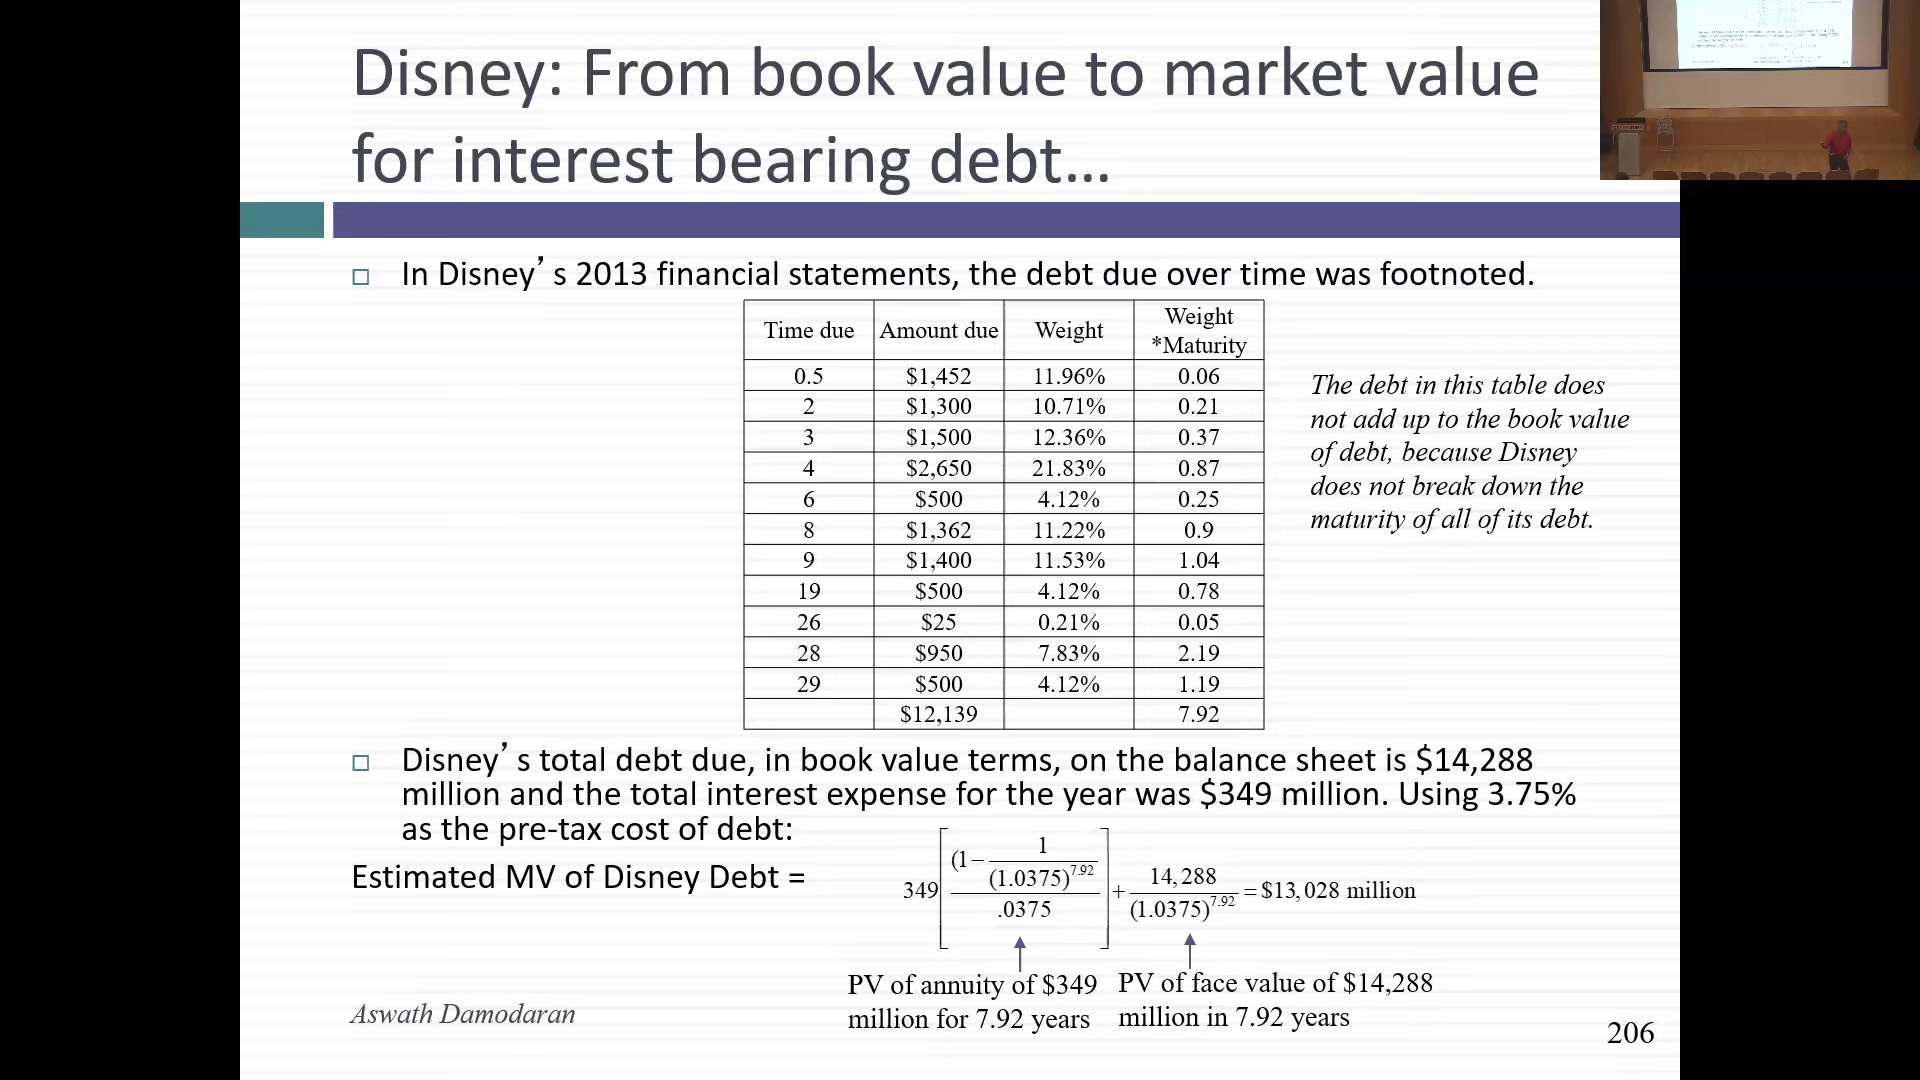 Disney: From book value to market value
for interest bearing debt…
In Disney’s 2013 financial statements, the debt due over time was footnoted.
Time due Amount due Weight Weight *Maturity
0.5 $1,452 11.96% 0.06
2 $1,300 10.71% 0.21
3 $1,500 12.36% 0.37
4 $2,650 21.83% 0.87
6 $500 4.12% 0.25
8 $1,362 11.22% 0.9
9 $1,400 11.53% 1.04
19 $500 4.12% 0.78
26 $25 0.21% 0.05
28 $950 7.83% 2.19
29 $500 4.12% 1.19
$12,139 7.92
The debt in this table does
not add up to the book value
of debt, because Disney
does not break down the
maturity of all of its debt.
Disney’s total debt due, in book value terms, on the balance sheet is $14,288
million and the total interest expense for the year was $349 million. Using 3.75%
as the pre-tax cost of debt:
Estimated MV of Disney Debt =
349[(1 − 1/(1.0375)^7.92 / .0375] + 14,288/(1.0375)^7.92 = $13,028 million
PV of annuity of $349
million for 7.92 years
PV of face value of $14,288
million in 7.92 years
Aswath Damodaran
206